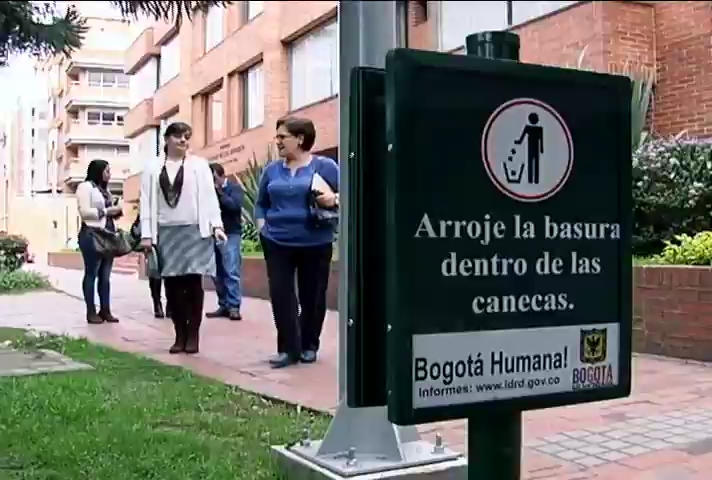 Arroje la basura
dentro de las
canecas.
Bogotá Humana!
Informes: www.idrd.gov.co
BOGOTÁ